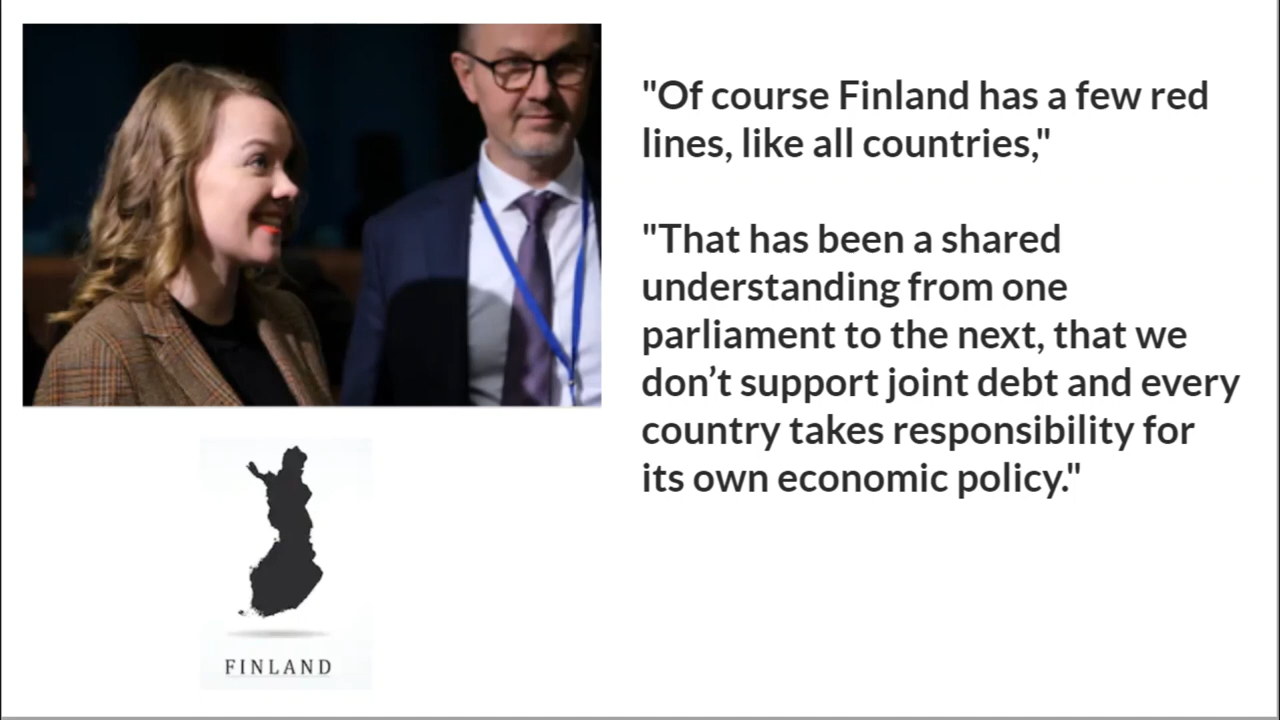 "Of course Finland has a few red
lines, like all countries,"
"That has been a shared
understanding from one
parliament to the next, that we
don’t support joint debt and every
country takes responsibility for
its own economic policy."
FINLAND